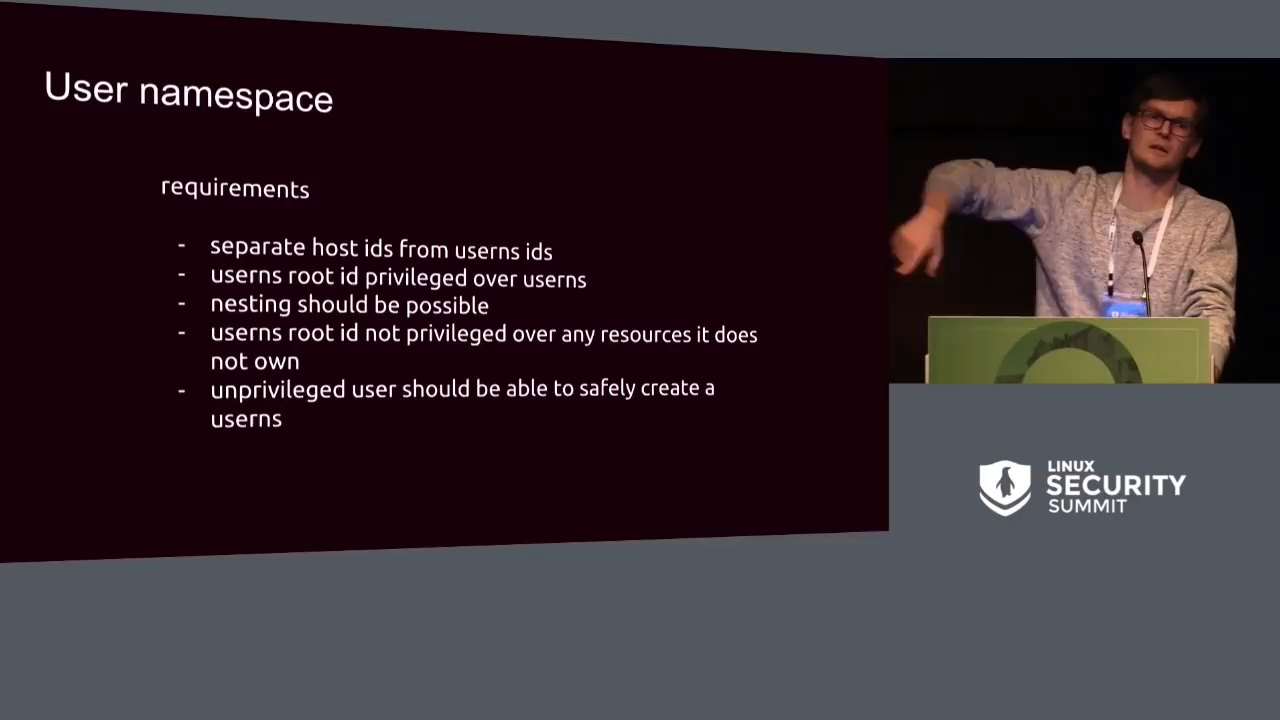 User namespace
requirements
- separate host ids from userns ids
- userns root id privileged over userns
- nesting should be possible
- userns root id not privileged over any resources it does
not own
- unprivileged user should be able to safely create a
userns
LINUX
SECURITY
SUMMIT